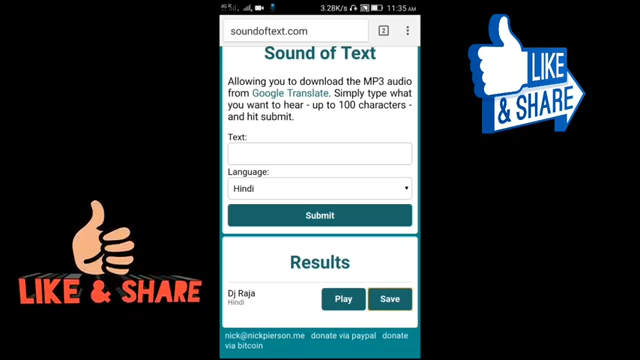 3.28K/s 11:35 AM
soundoftext.com
2
Sound of Text
Allowing you to download the MP3 audio
from Google Translate. Simply type what
you want to hear - up to 100 characters -
and hit submit.
Text:
Language:
Hindi
Submit
Results
Dj Raja
Hindi
Play
Save
nick@nickpierson.me donate via paypal donate
via bitcoin
LIKE
& SHARE
LIKE & SHARE